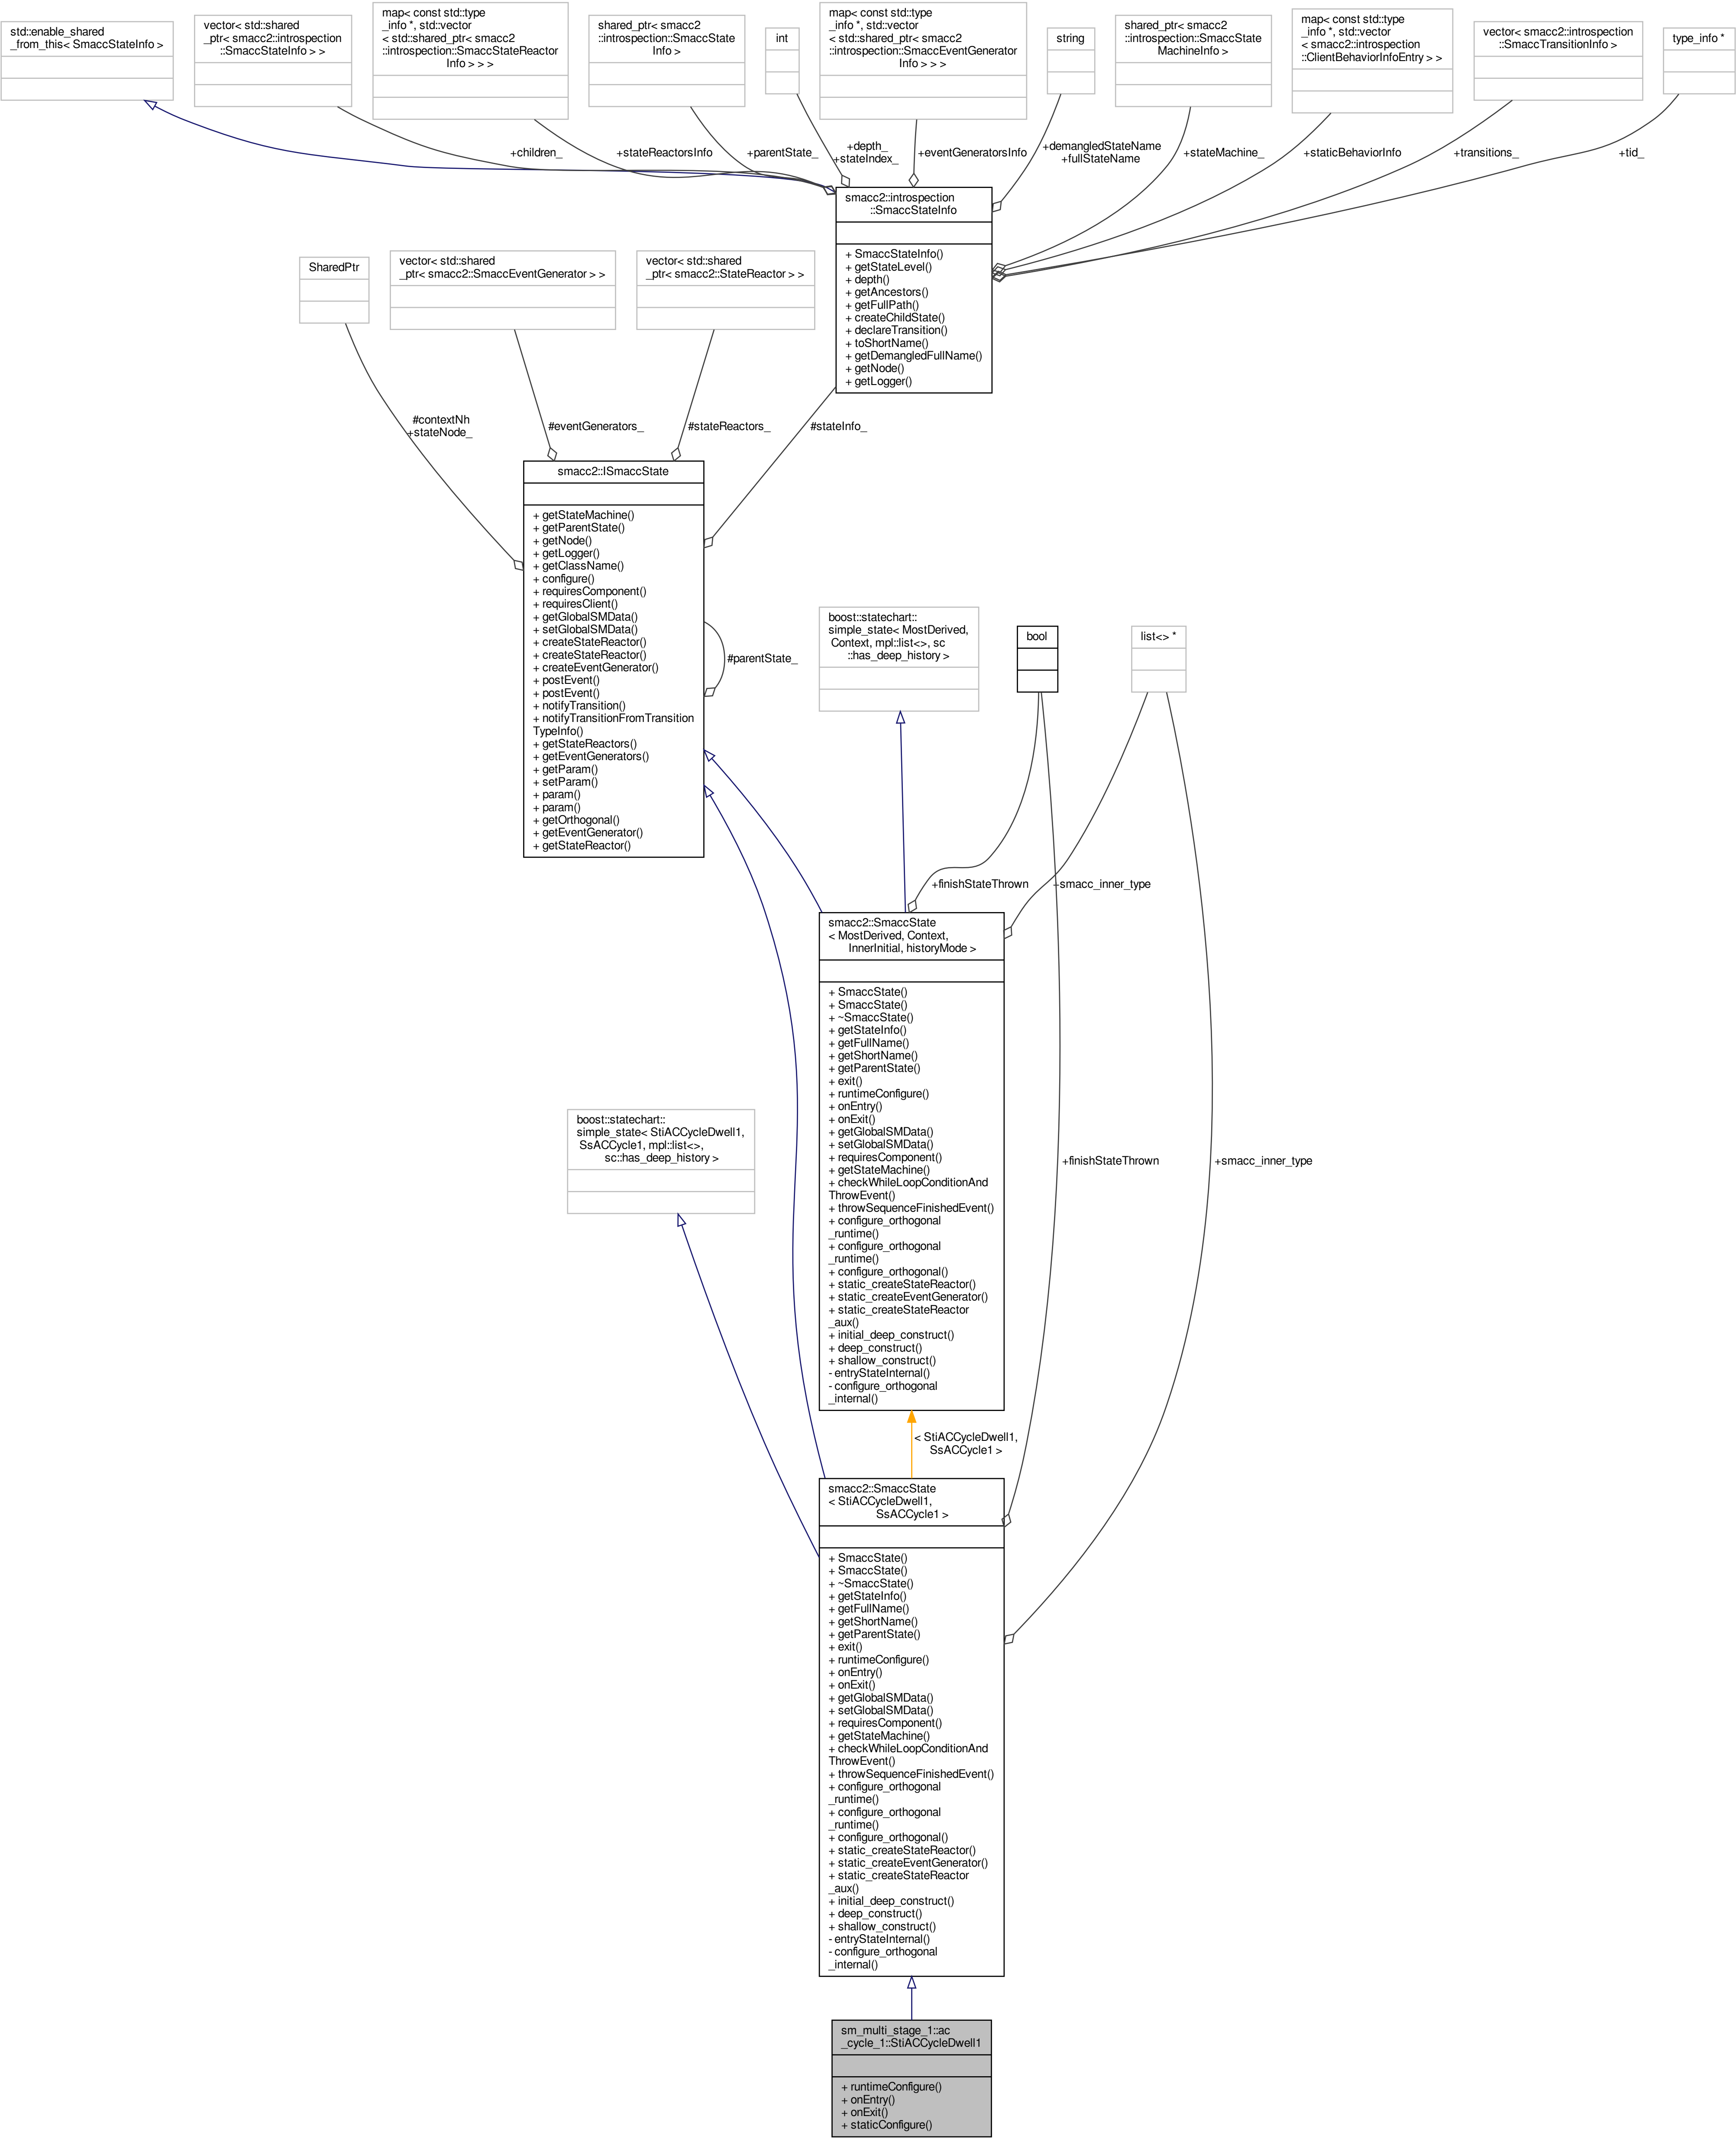 std::enable_shared
_from_this< SmaccStateInfo >
vector< std::shared
_ptr< smacc2::introspection
::SmaccStateInfo > >
map< const std::type
_info *, std::vector
< std::shared_ptr< smacc2
::introspection::SmaccStateReactor
Info > > >
shared_ptr< smacc2
::introspection::SmaccState
Info >
int
map< const std::type
_info *, std::vector
< std::shared_ptr< smacc2
::introspection::SmaccEventGenerator
Info > > >
string
shared_ptr< smacc2
::introspection::SmaccState
MachineInfo >
map< const std::type
_info *, std::vector
< smacc2::introspection
::ClientBehaviorInfoEntry > >
vector< smacc2::introspection
::SmaccTransitionInfo >
type_info *
+children_
+stateReactorsInfo
+parentState_
+depth_
+stateIndex_
+eventGeneratorsInfo
+demangledStateName
+fullStateName
+stateMachine_
+staticBehaviorInfo
+transitions_
+tid_
smacc2::introspection
::SmaccStateInfo
+ SmaccStateInfo()
+ getStateLevel()
+ depth()
+ getAncestors()
+ getFullPath()
+ createChildState()
+ declareTransition()
+ toShortName()
+ getDemangledFullName()
+ getNode()
+ getLogger()
SharedPtr
vector< std::shared
_ptr< smacc2::SmaccEventGenerator > >
vector< std::shared
_ptr< smacc2::StateReactor > >
#contextNh
+stateNode_
#eventGenerators_
#stateReactors_
#stateInfo_
smacc2::ISmaccState
+ getStateMachine()
+ getParentState()
+ getNode()
+ getLogger()
+ getClassName()
+ configure()
+ requiresComponent()
+ requiresClient()
+ getGlobalSMData()
+ setGlobalSMData()
+ createStateReactor()
+ createStateReactor()
+ createEventGenerator()
+ postEvent()
+ postEvent()
+ notifyTransition()
+ notifyTransitionFromTransition
TypeInfo()
+ getStateReactors()
+ getEventGenerators()
+ getParam()
+ setParam()
+ param()
+ param()
+ getOrthogonal()
+ getEventGenerator()
+ getStateReactor()
#parentState_
boost::statechart::
simple_state< MostDerived,
Context, mpl::list<>, sc
::has_deep_history >
bool
list<> *
+finishStateThrown
+smacc_inner_type
smacc2::SmaccState
< MostDerived, Context,
InnerInitial, historyMode >
+ SmaccState()
+ SmaccState()
+ ~SmaccState()
+ getStateInfo()
+ getFullName()
+ getShortName()
+ getParentState()
+ exit()
+ runtimeConfigure()
+ onEntry()
+ onExit()
+ getGlobalSMData()
+ setGlobalSMData()
+ requiresComponent()
+ getStateMachine()
+ checkWhileLoopConditionAnd
ThrowEvent()
+ throwSequenceFinishedEvent()
+ configure_orthogonal
_runtime()
+ configure_orthogonal
_runtime()
+ configure_orthogonal()
+ static_createStateReactor()
+ static_createEventGenerator()
+ static_createStateReactor
_aux()
+ initial_deep_construct()
+ deep_construct()
+ shallow_construct()
- entryStateInternal()
- configure_orthogonal
_internal()
boost::statechart::
simple_state< StiACCycleDwell1,
SsACCycle1, mpl::list<>,
sc::has_deep_history >
+finishStateThrown
+smacc_inner_type
< StiACCycleDwell1,
SsACCycle1 >
smacc2::SmaccState
< StiACCycleDwell1,
SsACCycle1 >
+ SmaccState()
+ SmaccState()
+ ~SmaccState()
+ getStateInfo()
+ getFullName()
+ getShortName()
+ getParentState()
+ exit()
+ runtimeConfigure()
+ onEntry()
+ onExit()
+ getGlobalSMData()
+ setGlobalSMData()
+ requiresComponent()
+ getStateMachine()
+ checkWhileLoopConditionAnd
ThrowEvent()
+ throwSequenceFinishedEvent()
+ configure_orthogonal
_runtime()
+ configure_orthogonal
_runtime()
+ configure_orthogonal()
+ static_createStateReactor()
+ static_createEventGenerator()
+ static_createStateReactor
_aux()
+ initial_deep_construct()
+ deep_construct()
+ shallow_construct()
- entryStateInternal()
- configure_orthogonal
_internal()
sm_multi_stage_1::ac
_cycle_1::StiACCycleDwell1
+ runtimeConfigure()
+ onEntry()
+ onExit()
+ staticConfigure()